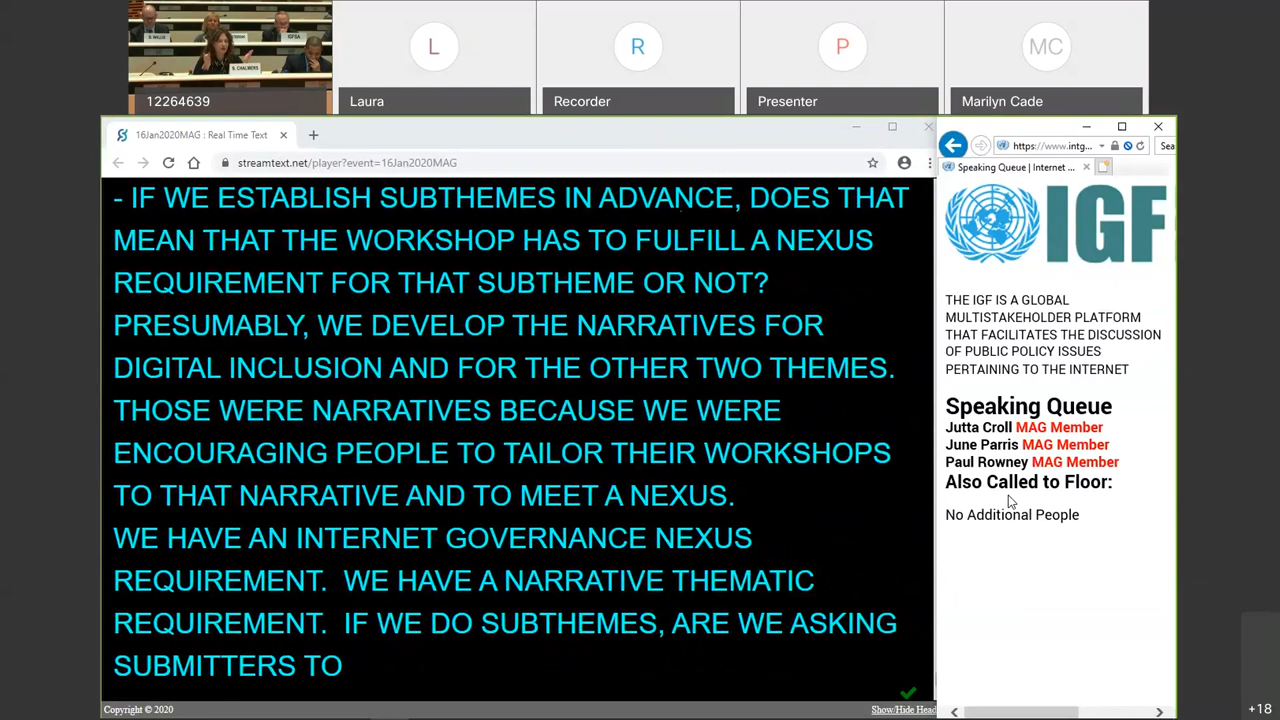 S. CHALMERS
L
R
P
MC
12264639
Laura
Recorder
Presenter
Marilyn Cade
16Jan2020MAG : Real Time Text
streamtext.net/player?event=16Jan2020MAG
- IF WE ESTABLISH SUBTHEMES IN ADVANCE, DOES THAT
MEAN THAT THE WORKSHOP HAS TO FULFILL A NEXUS
REQUIREMENT FOR THAT SUBTHEME OR NOT?
PRESUMABLY, WE DEVELOP THE NARRATIVES FOR
DIGITAL INCLUSION AND FOR THE OTHER TWO THEMES.
THOSE WERE NARRATIVES BECAUSE WE WERE
ENCOURAGING PEOPLE TO TAILOR THEIR WORKSHOPS
TO THAT NARRATIVE AND TO MEET A NEXUS.
WE HAVE AN INTERNET GOVERNANCE NEXUS
REQUIREMENT.  WE HAVE A NARRATIVE THEMATIC
REQUIREMENT.  IF WE DO SUBTHEMES, ARE WE ASKING
SUBMITTERS TO
Copyright © 2020
Show/Hide Head
https://www.intg...
Sea
Speaking Queue | Internet ...
IGF
THE IGF IS A GLOBAL
MULTISTAKEHOLDER PLATFORM
THAT FACILITATES THE DISCUSSION
OF PUBLIC POLICY ISSUES
PERTAINING TO THE INTERNET
Speaking Queue
Jutta Croll MAG Member
June Parris MAG Member
Paul Rowney MAG Member
Also Called to Floor:
No Additional People
+18